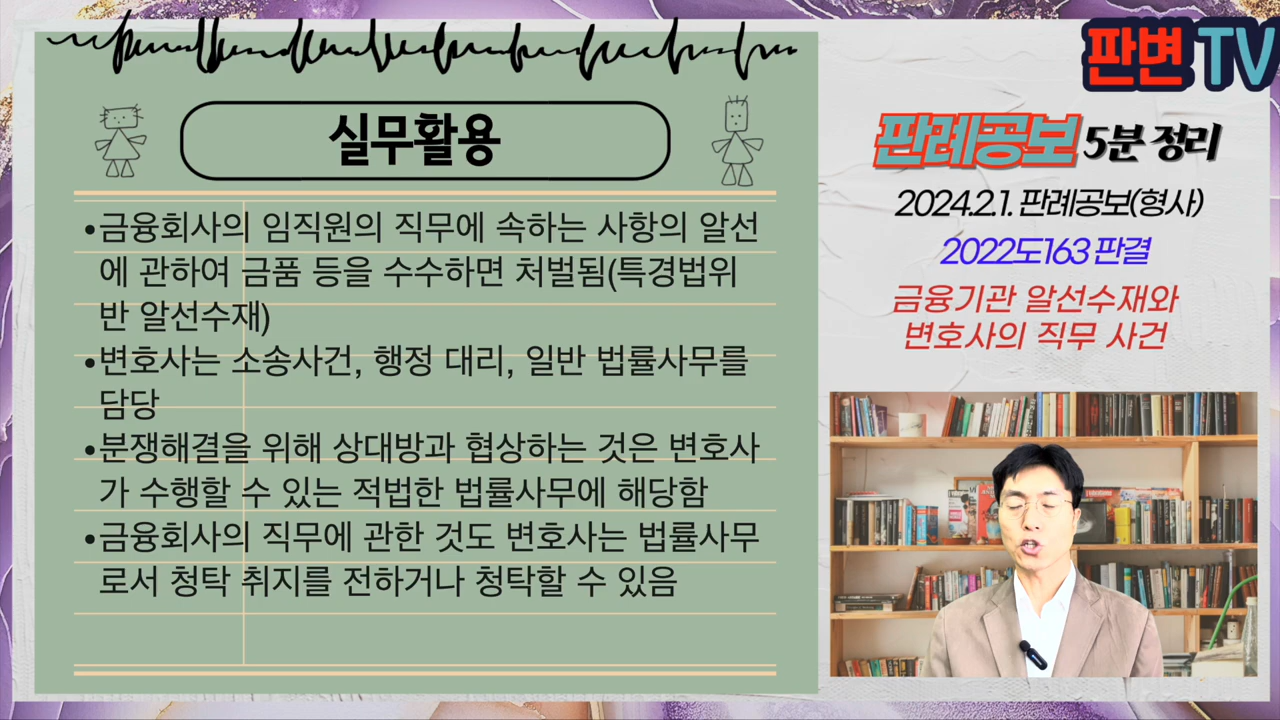 판변 TV
실무활용
•금융회사의 임직원의 직무에 속하는 사항의 알선
에 관하여 금품 등을 수수하면 처벌됨(특경법위
반 알선수재)
•변호사는 소송사건, 행정 대리, 일반 법률사무를
담당
•분쟁해결을 위해 상대방과 협상하는 것은 변호사
가 수행할 수 있는 적법한 법률사무에 해당함
•금융회사의 직무에 관한 것도 변호사는 법률사무
로서 청탁 취지를 전하거나 청탁할 수 있음
판례공보 5분 정리
2024.2.1. 판례공보(형사)
2022도163 판결
금융기관 알선수재와
변호사의 직무 사건